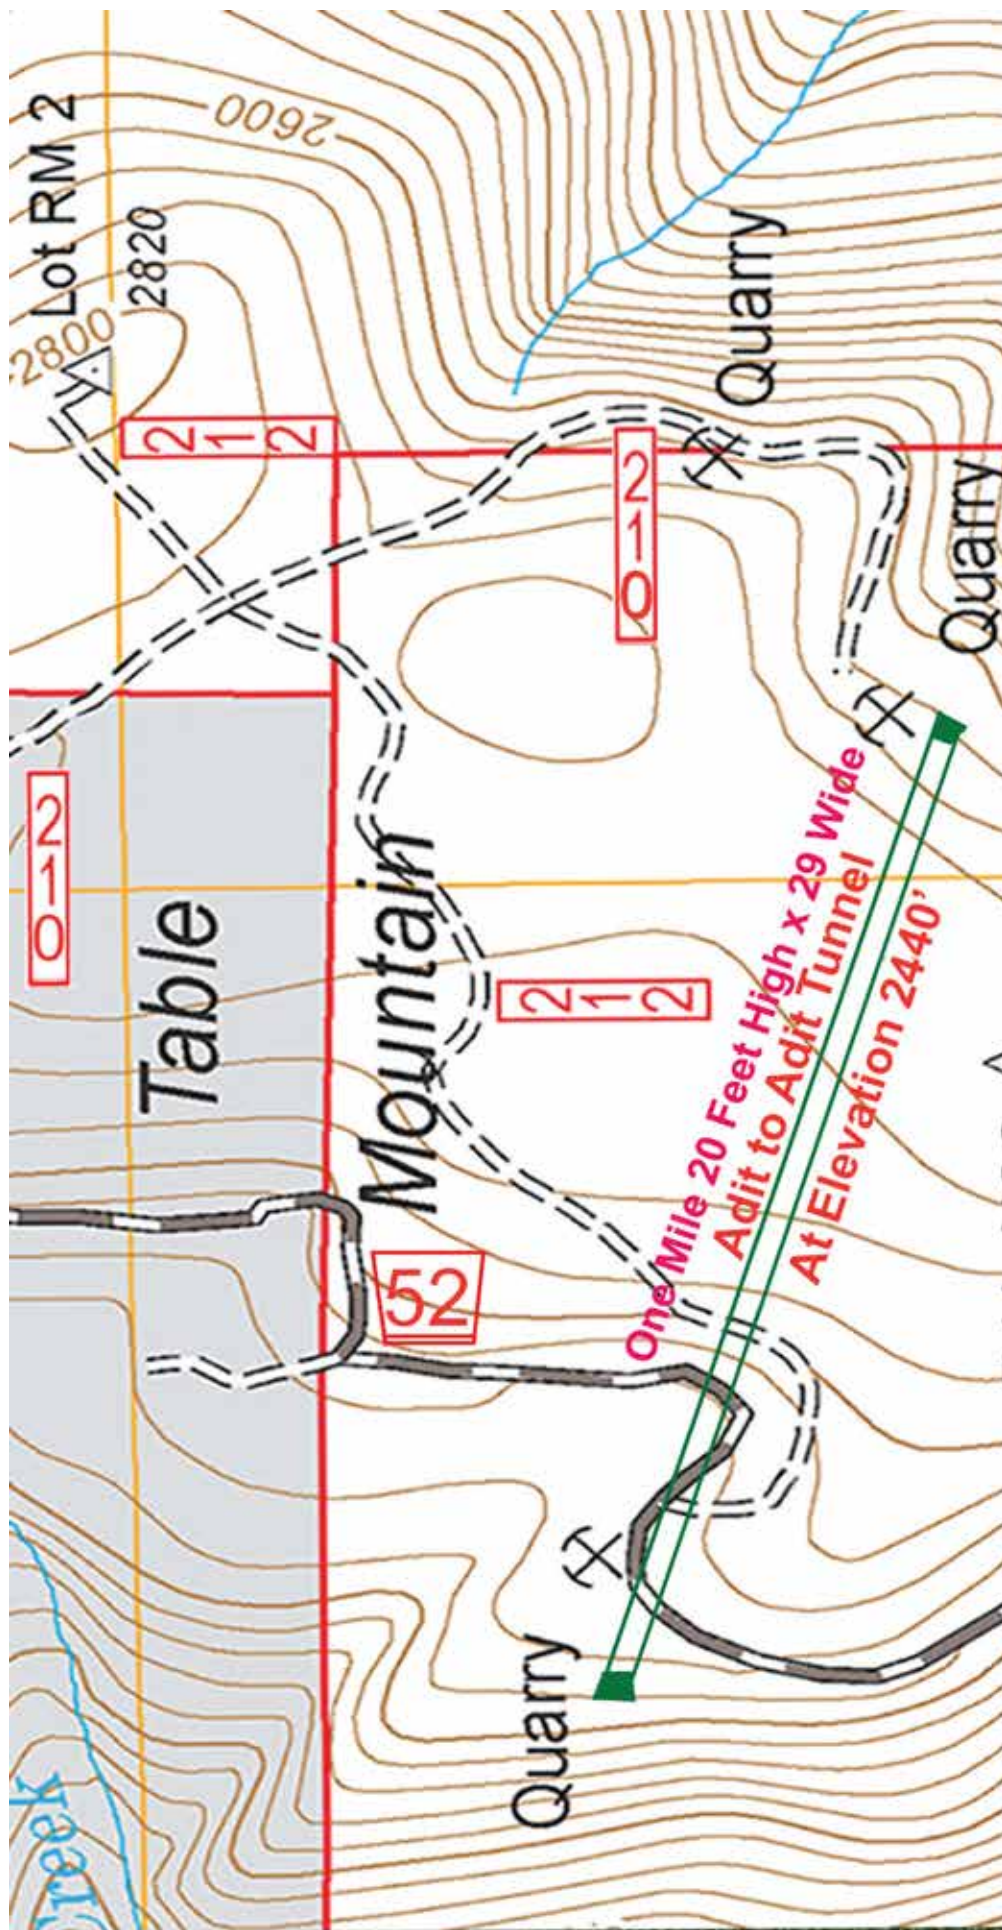 Lot RM 2
2820
2800
2600
212
210
Quarry
Quarry
210
Table
Mountain
212
52
One Mile 20 Feet High x 29 Wide
Adit to Adit Tunnel
At Elevation 2440'
Quarry
Creek